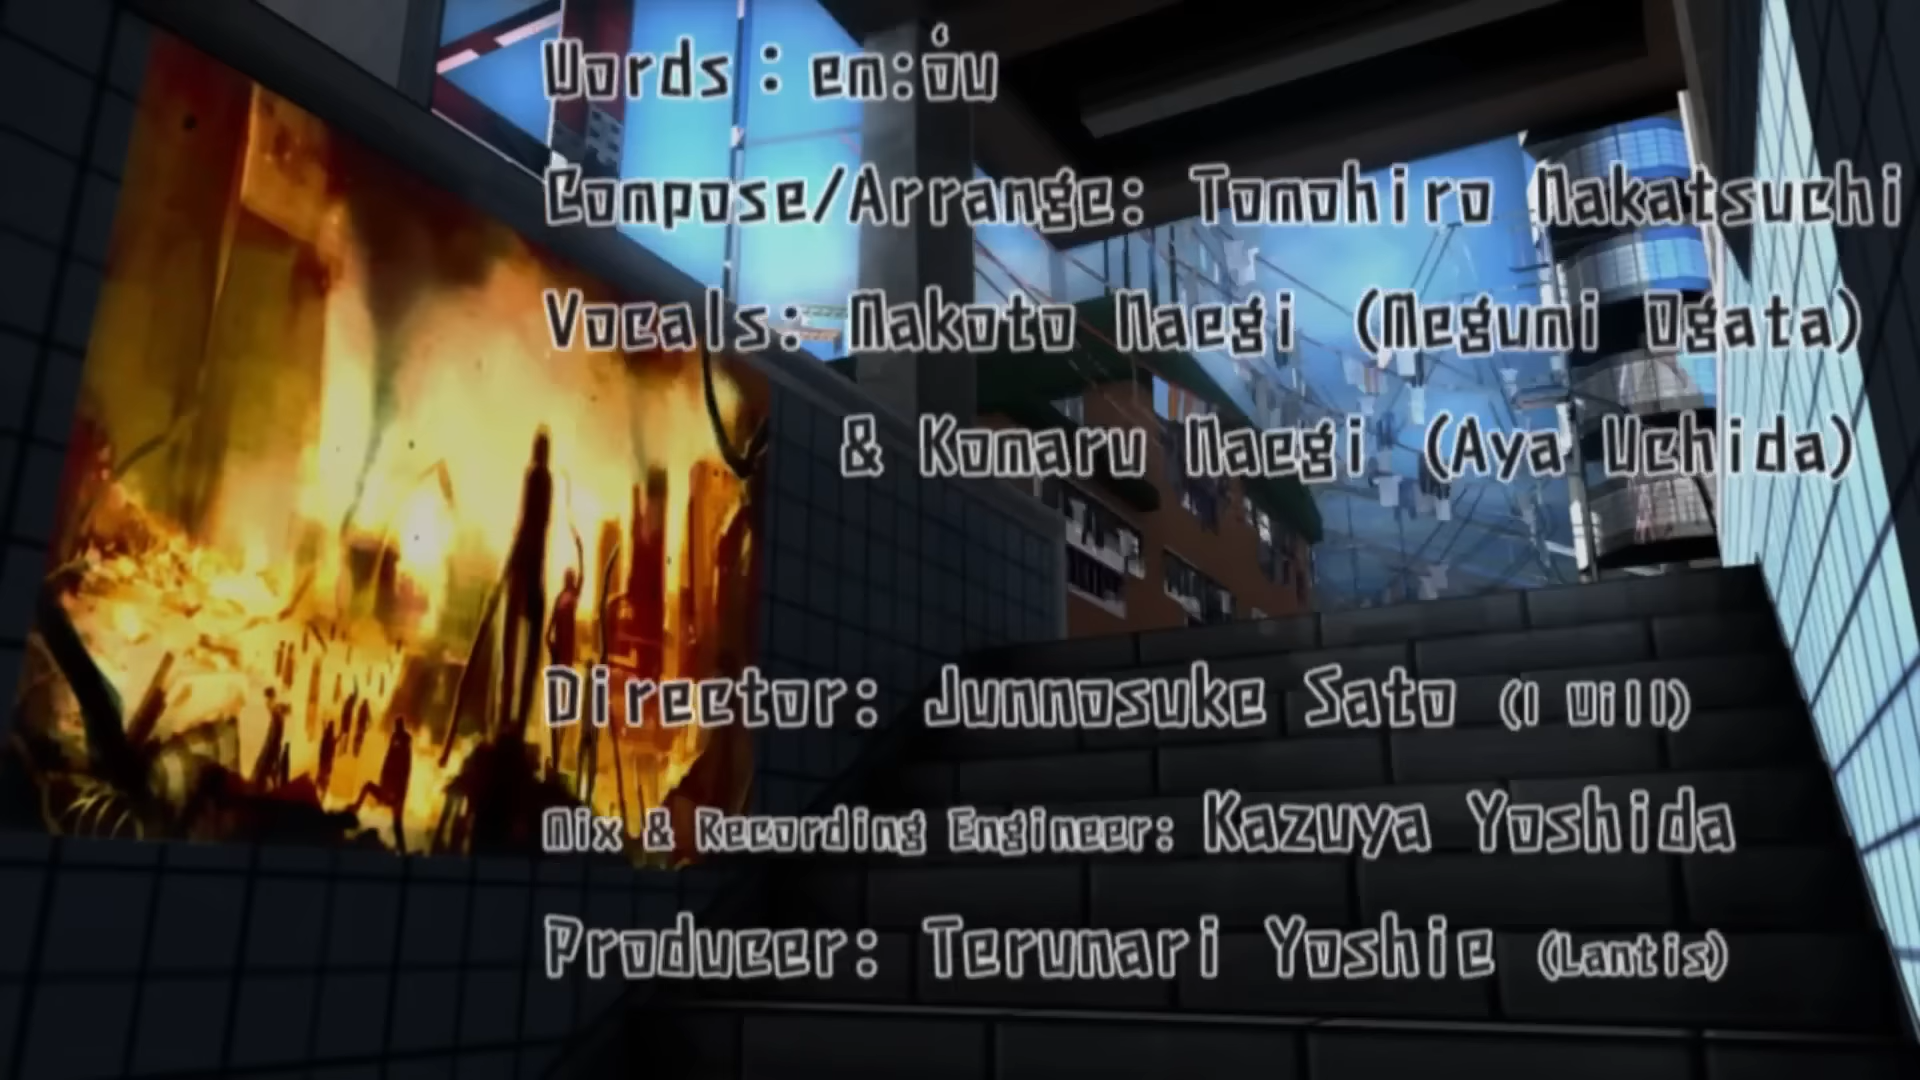 Words: en:óu
Compose/Arrange: Tomohiro Nakatsuchi
Vocals: Makoto Naegi (Megumi Ogata)
& Komaru Naegi (Aya Uchida)
Director: Junnosuke Sato (I Will)
Mix & Recording Engineer: Kazuya Yoshida
Producer: Terunari Yoshie (Lantis)